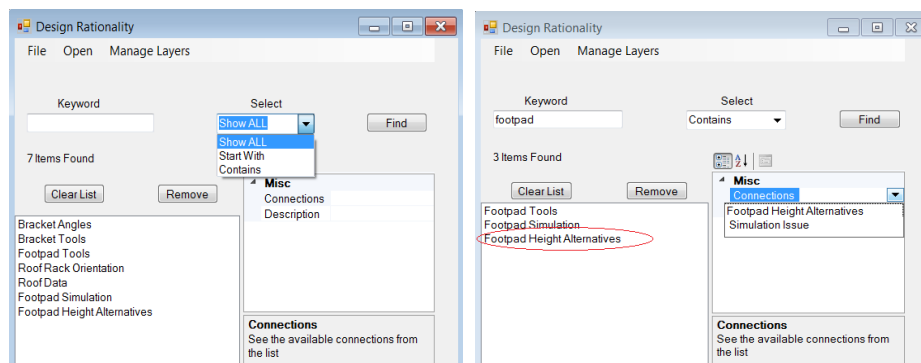 Design Rationality
File Open Manage Layers
Keyword Select
Show ALL Find
Show ALL
Start With
Contains
7 Items Found
Misc
Clear List Remove
Connections
Description
Bracket Angles
Bracket Tools
Footpad Tools
Roof Rack Orientation
Roof Data
Footpad Simulation
Footpad Height Alternatives
Connections
See the available connections from
the list
Design Rationality
File Open Manage Layers
Keyword Select
footpad Contains Find
3 Items Found
Misc
Clear List Remove
Connections
Footpad Tools
Footpad Simulation
Footpad Height Alternatives
Footpad Height Alternatives
Simulation Issue
Connections
See the available connections from
the list